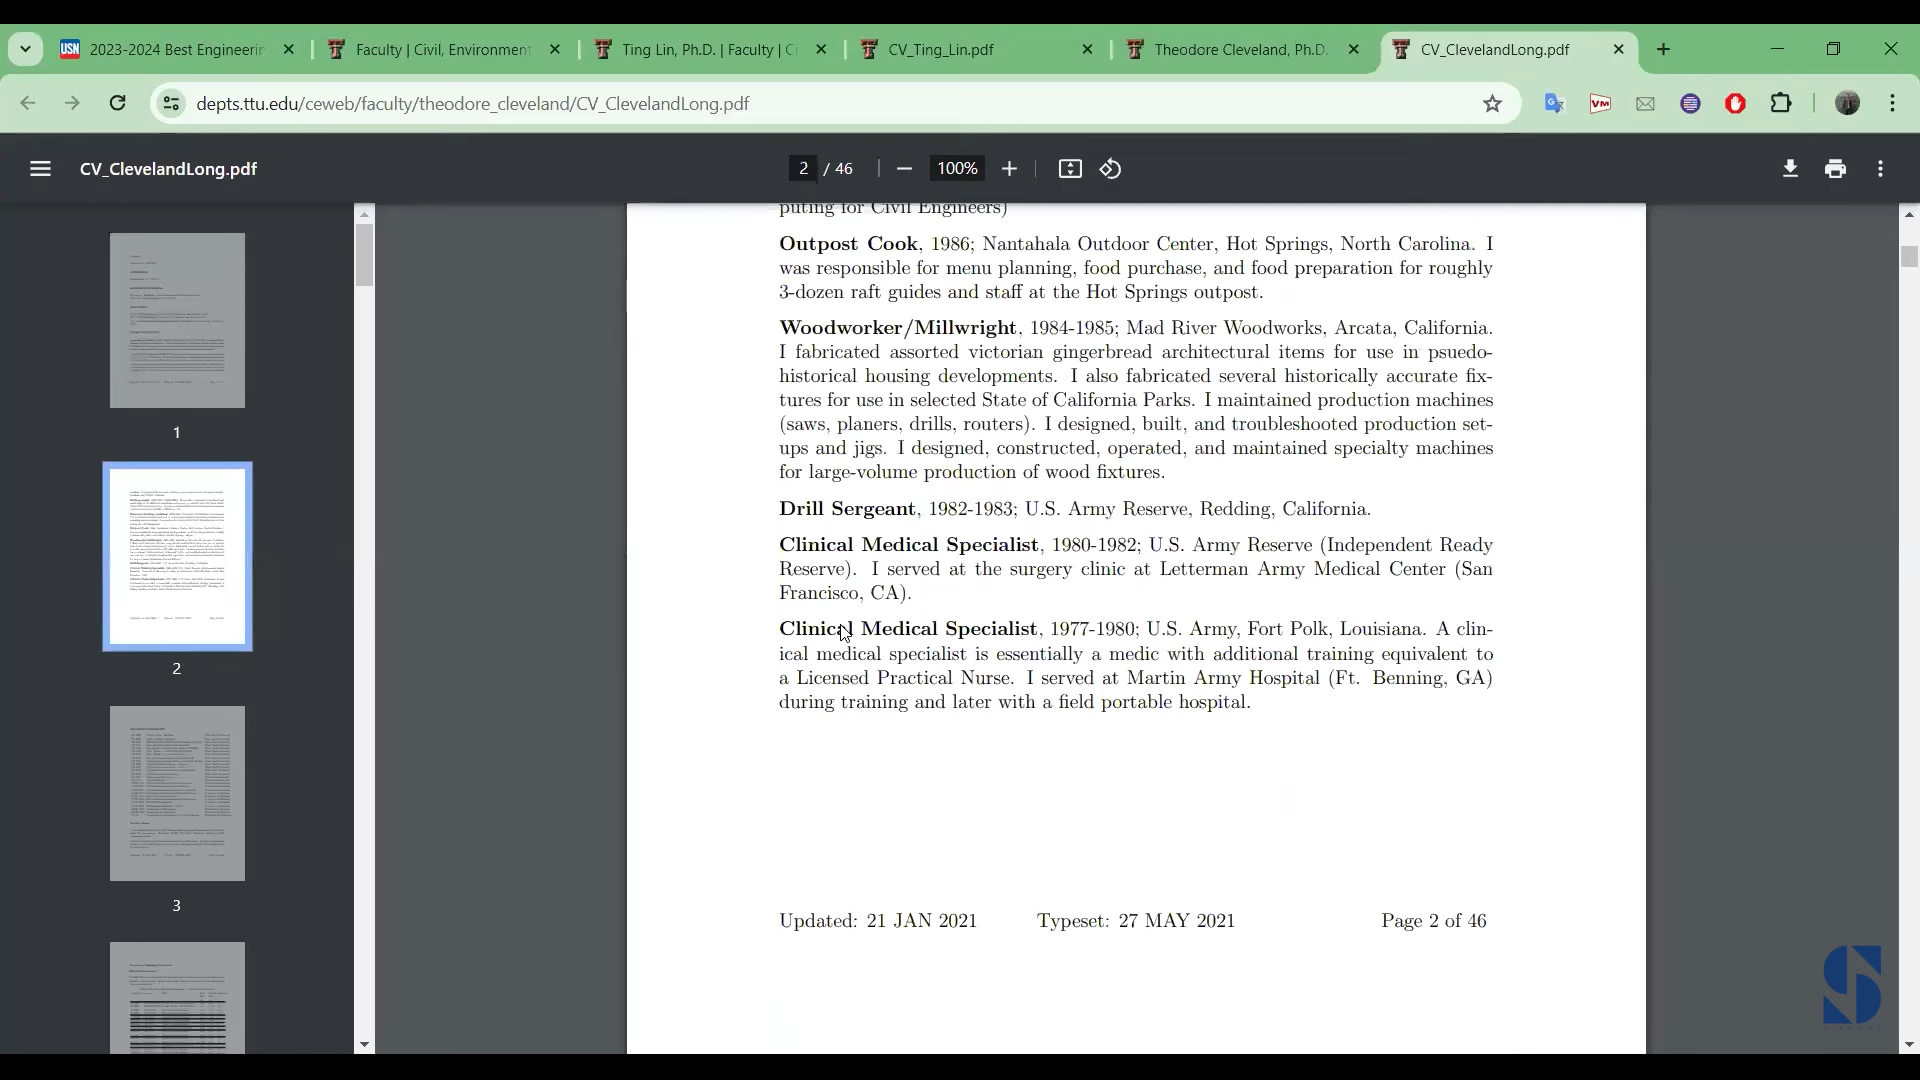 USN 2023-2024 Best Engineerin
Faculty | Civil, Environment
Ting Lin, Ph.D. | Faculty | C
CV_Ting_Lin.pdf
Theodore Cleveland, Ph.D.
CV_ClevelandLong.pdf
depts.ttu.edu/ceweb/faculty/theodore_cleveland/CV_ClevelandLong.pdf
VM
CV_ClevelandLong.pdf
2 / 46
100%
puting for Civil Engineers)
Outpost Cook, 1986; Nantahala Outdoor Center, Hot Springs, North Carolina. I
was responsible for menu planning, food purchase, and food preparation for roughly
3-dozen raft guides and staff at the Hot Springs outpost.
Woodworker/Millwright, 1984-1985; Mad River Woodworks, Arcata, California.
I fabricated assorted victorian gingerbread architectural items for use in psuedo-
historical housing developments. I also fabricated several historically accurate fix-
tures for use in selected State of California Parks. I maintained production machines
(saws, planers, drills, routers). I designed, built, and troubleshooted production set-
ups and jigs. I designed, constructed, operated, and maintained specialty machines
for large-volume production of wood fixtures.
Drill Sergeant, 1982-1983; U.S. Army Reserve, Redding, California.
Clinical Medical Specialist, 1980-1982; U.S. Army Reserve (Independent Ready
Reserve). I served at the surgery clinic at Letterman Army Medical Center (San
Francisco, CA).
Clinical Medical Specialist, 1977-1980; U.S. Army, Fort Polk, Louisiana. A clin-
ical medical specialist is essentially a medic with additional training equivalent to
a Licensed Practical Nurse. I served at Martin Army Hospital (Ft. Benning, GA)
during training and later with a field portable hospital.
Updated: 21 JAN 2021 Typeset: 27 MAY 2021 Page 2 of 46
1
2
3